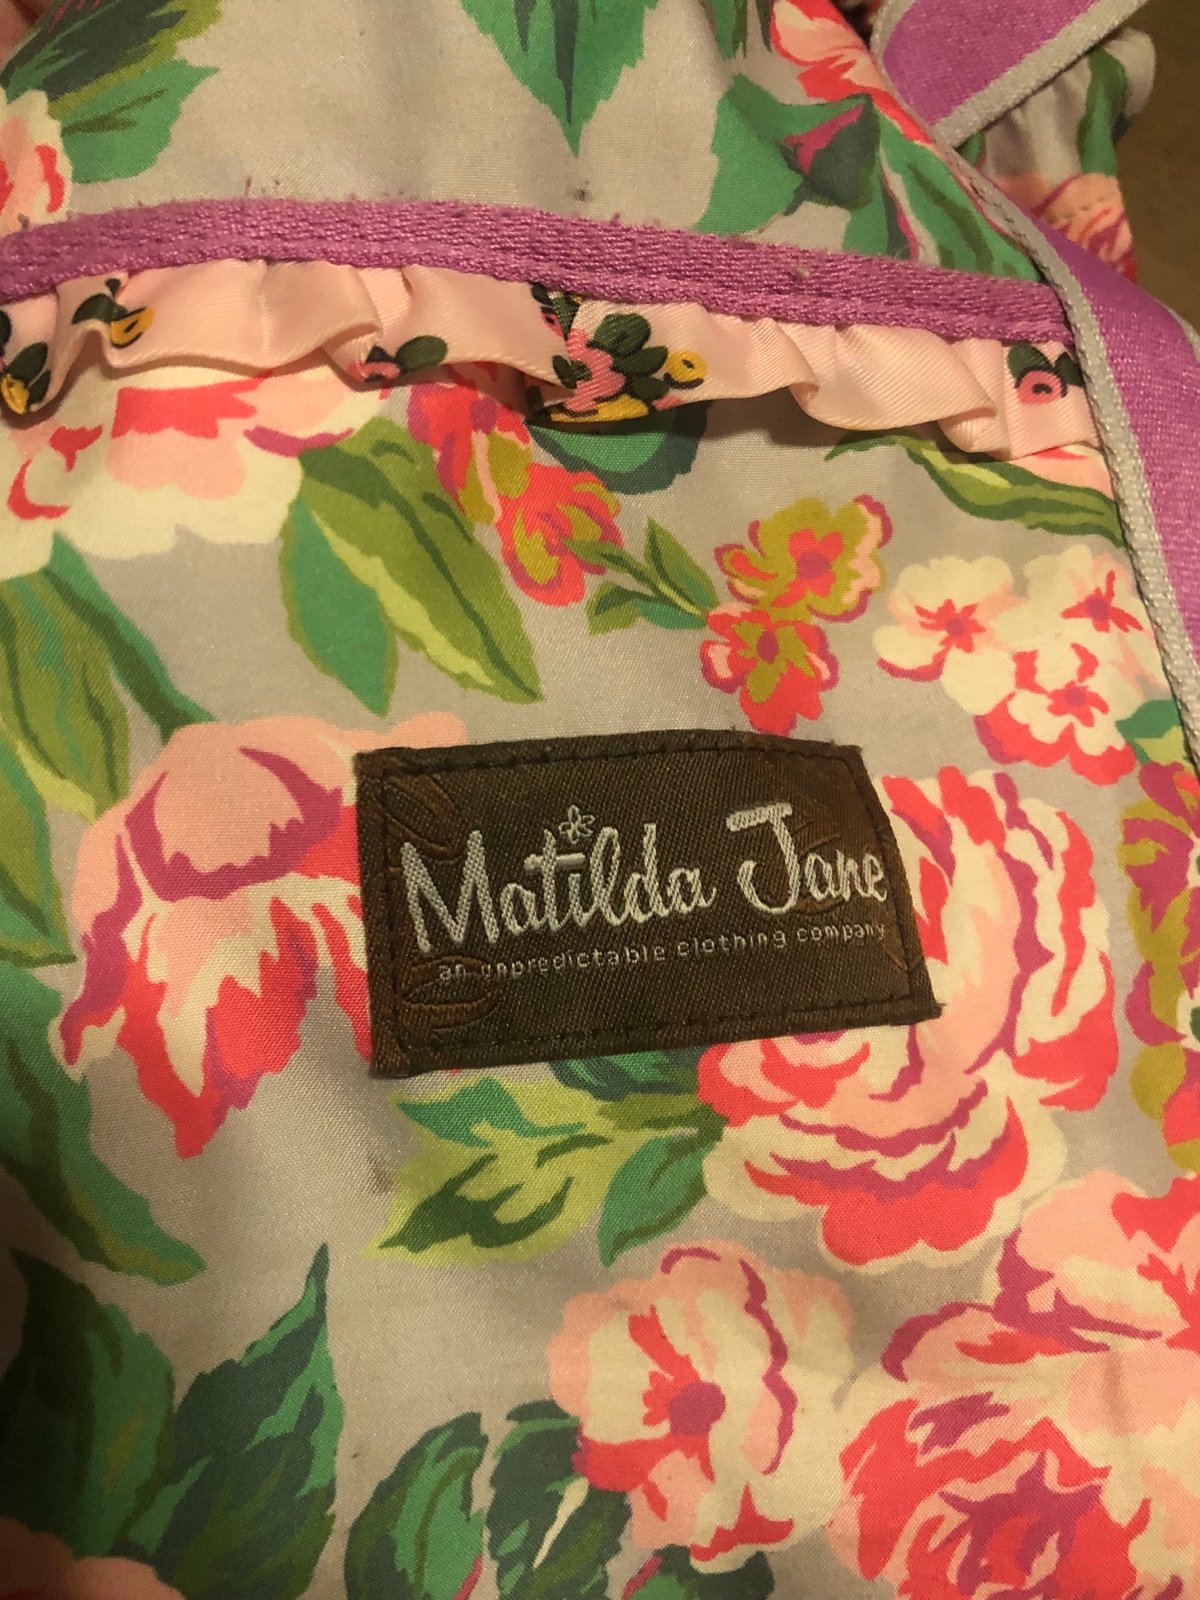 Matilda Jane
an unpredictable clothing company